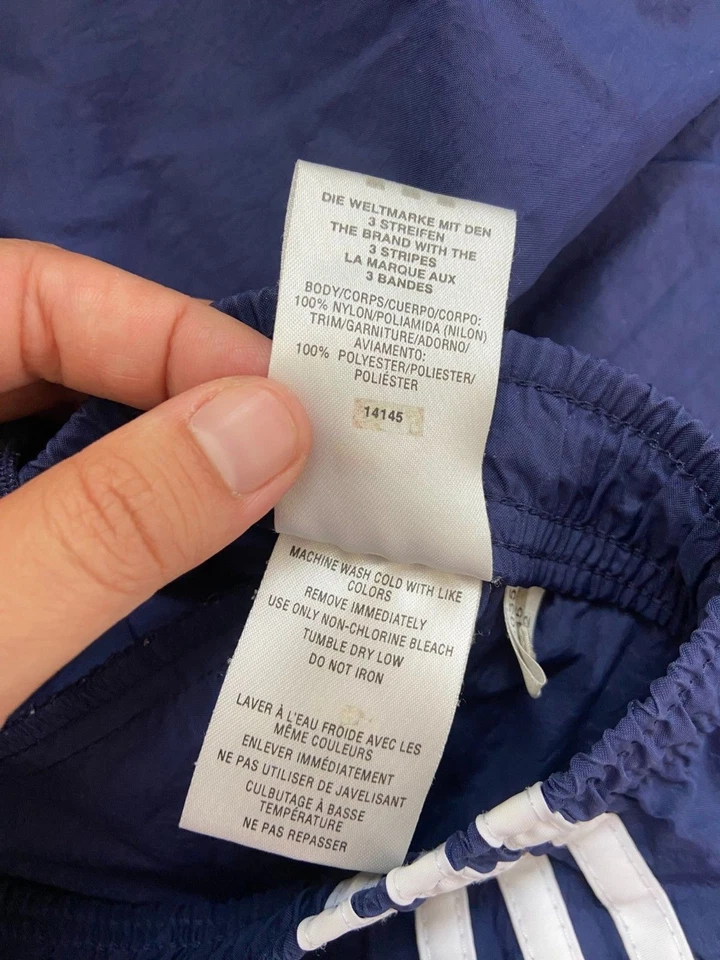 DIE WELTMARKE MIT DEN
3 STREIFEN
THE BRAND WITH THE
3 STRIPES
LA MARQUE AUX
3 BANDES
BODY/CORPS/CUERPO/CORPO:
100% NYLON/POLIAMIDA (NILON)
TRIM/GARNITURE/ADORNO/
AVIAMENTO:
100% POLYESTER/POLIESTER/
POLIÉSTER
14145
MACHINE WASH COLD WITH LIKE
COLORS
REMOVE IMMEDIATELY
USE ONLY NON-CHLORINE BLEACH
TUMBLE DRY LOW
DO NOT IRON
LAVER À L'EAU FROIDE AVEC LES
MÊME COULEURS
ENLEVER IMMÉDIATEMENT
NE PAS UTILISER DE JAVELISANT
CULBUTAGE À BASSE
TEMPÉRATURE
NE PAS REPASSER